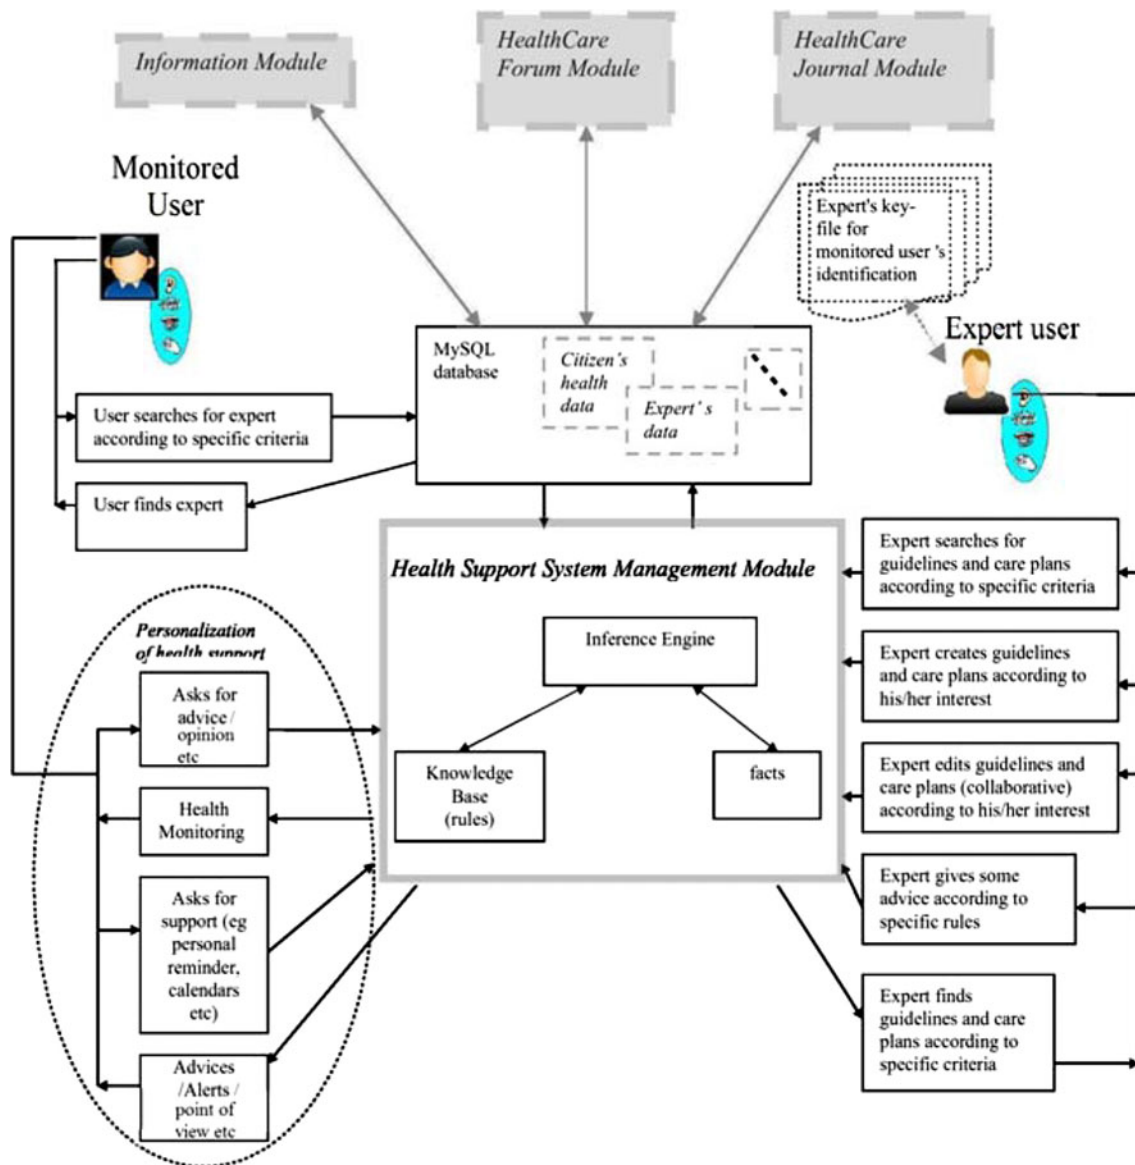 Information Module
HealthCare
Forum Module
HealthCare
Journal Module
Monitored
User
Expert's key-
file for
monitored user 's
identification
Expert user
MySQL
database
Citizen´s
health
data
Expert´ s
data
User searches for expert
according to specific criteria
User finds expert
Health Support System Management Module
Inference Engine
Knowledge
Base
(rules)
facts
Expert searches for
guidelines and care plans
according to specific criteria
Expert creates guidelines
and care plans according to
his/her interest
Expert edits guidelines and
care plans (collaborative)
according to his/her interest
Expert gives some
advice according to
specific rules
Expert finds
guidelines and care
plans according to
specific criteria
Personalization
of health support
Asks for
advice /
opinion
etc
Health
Monitoring
Asks for
support (eg
personal
reminder,
calendars
etc)
Advices
/Alerts /
point of
view etc